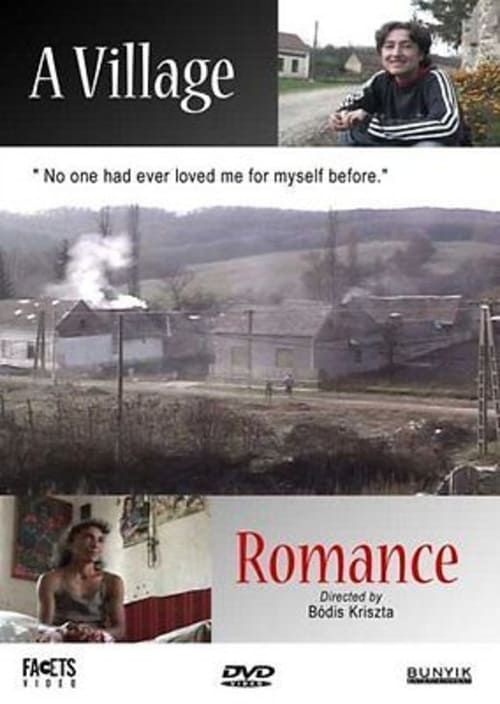 A Village
" No one had ever loved me for myself before."
Romance
Directed by
Bódis Kriszta
FACETS
VIDEO
DVD
VIDEO
BUNYIK